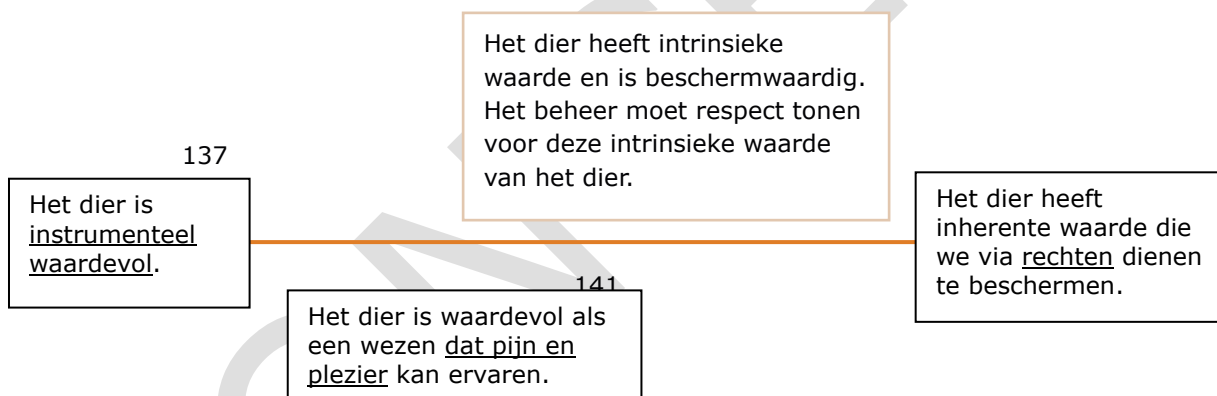 Het dier heeft intrinsieke
waarde en is beschermwaardig.
Het beheer moet respect tonen
voor deze intrinsieke waarde
van het dier.
137
Het dier is
instrumenteel
waardevol.
Het dier heeft
inherente waarde die
we via rechten dienen
te beschermen.
141
Het dier is waardevol als
een wezen dat pijn en
plezier kan ervaren.